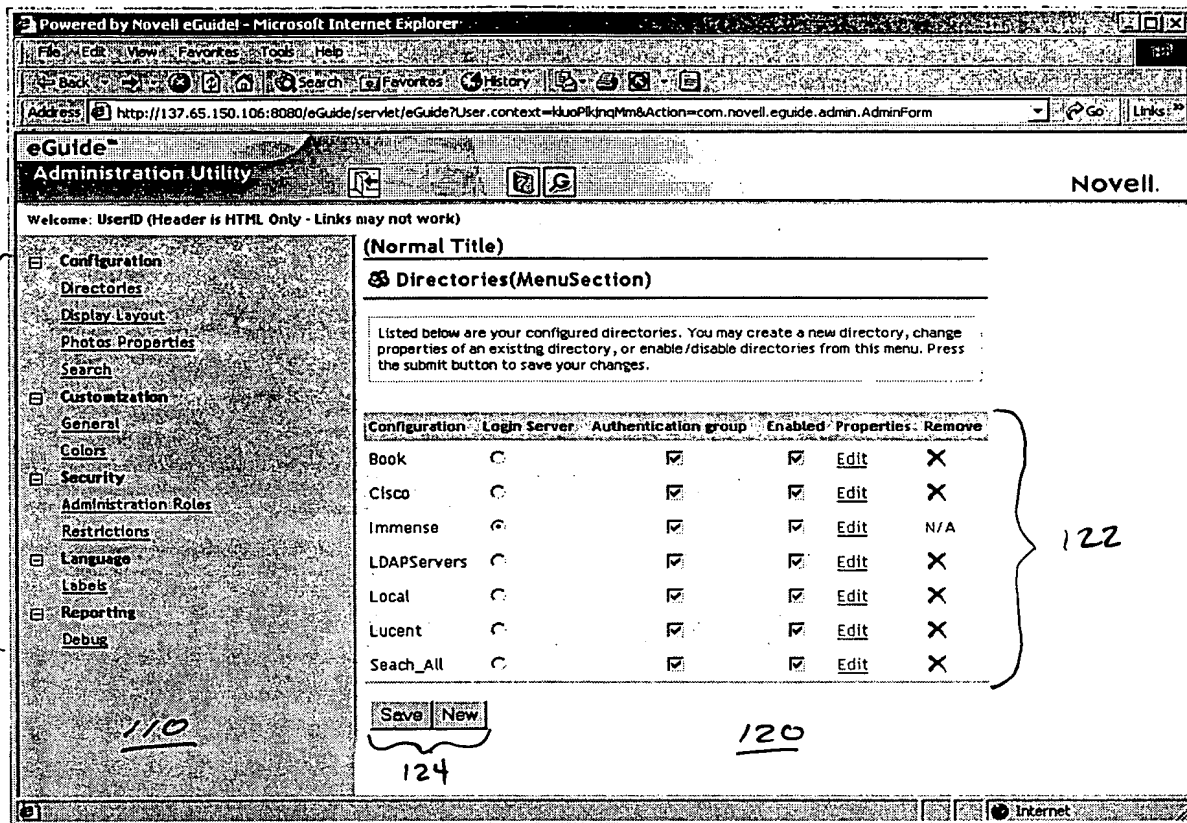 Powered by Novell eGuide! - Microsoft Internet Explorer
File Edit View Favorites Tools Help
Back Search Favorites History
Address http://137.65.150.106:8080/eGuide/servlet/eGuide?User.context=kluoPlkjnqMm&Action=com.novell.eguide.admin.AdminForm Go Links »
eGuide™
Administration Utility
Novell.
Welcome: UserID (Header is HTML Only - Links may not work)
Configuration
Directories
Display Layout
Photos Properties
Search
Customization
General
Colors
Security
Administration Roles
Restrictions
Language
Labels
Reporting
Debug
110
(Normal Title)
Directories(MenuSection)
Listed below are your configured directories. You may create a new directory, change
properties of an existing directory, or enable/disable directories from this menu. Press
the submit button to save your changes.
Configuration Login Server Authentication group Enabled Properties Remove
Book Edit
Cisco Edit
Immense Edit N/A
LDAPServers Edit
Local Edit
Lucent Edit
Seach_All Edit
122
Save New
124
120
Internet